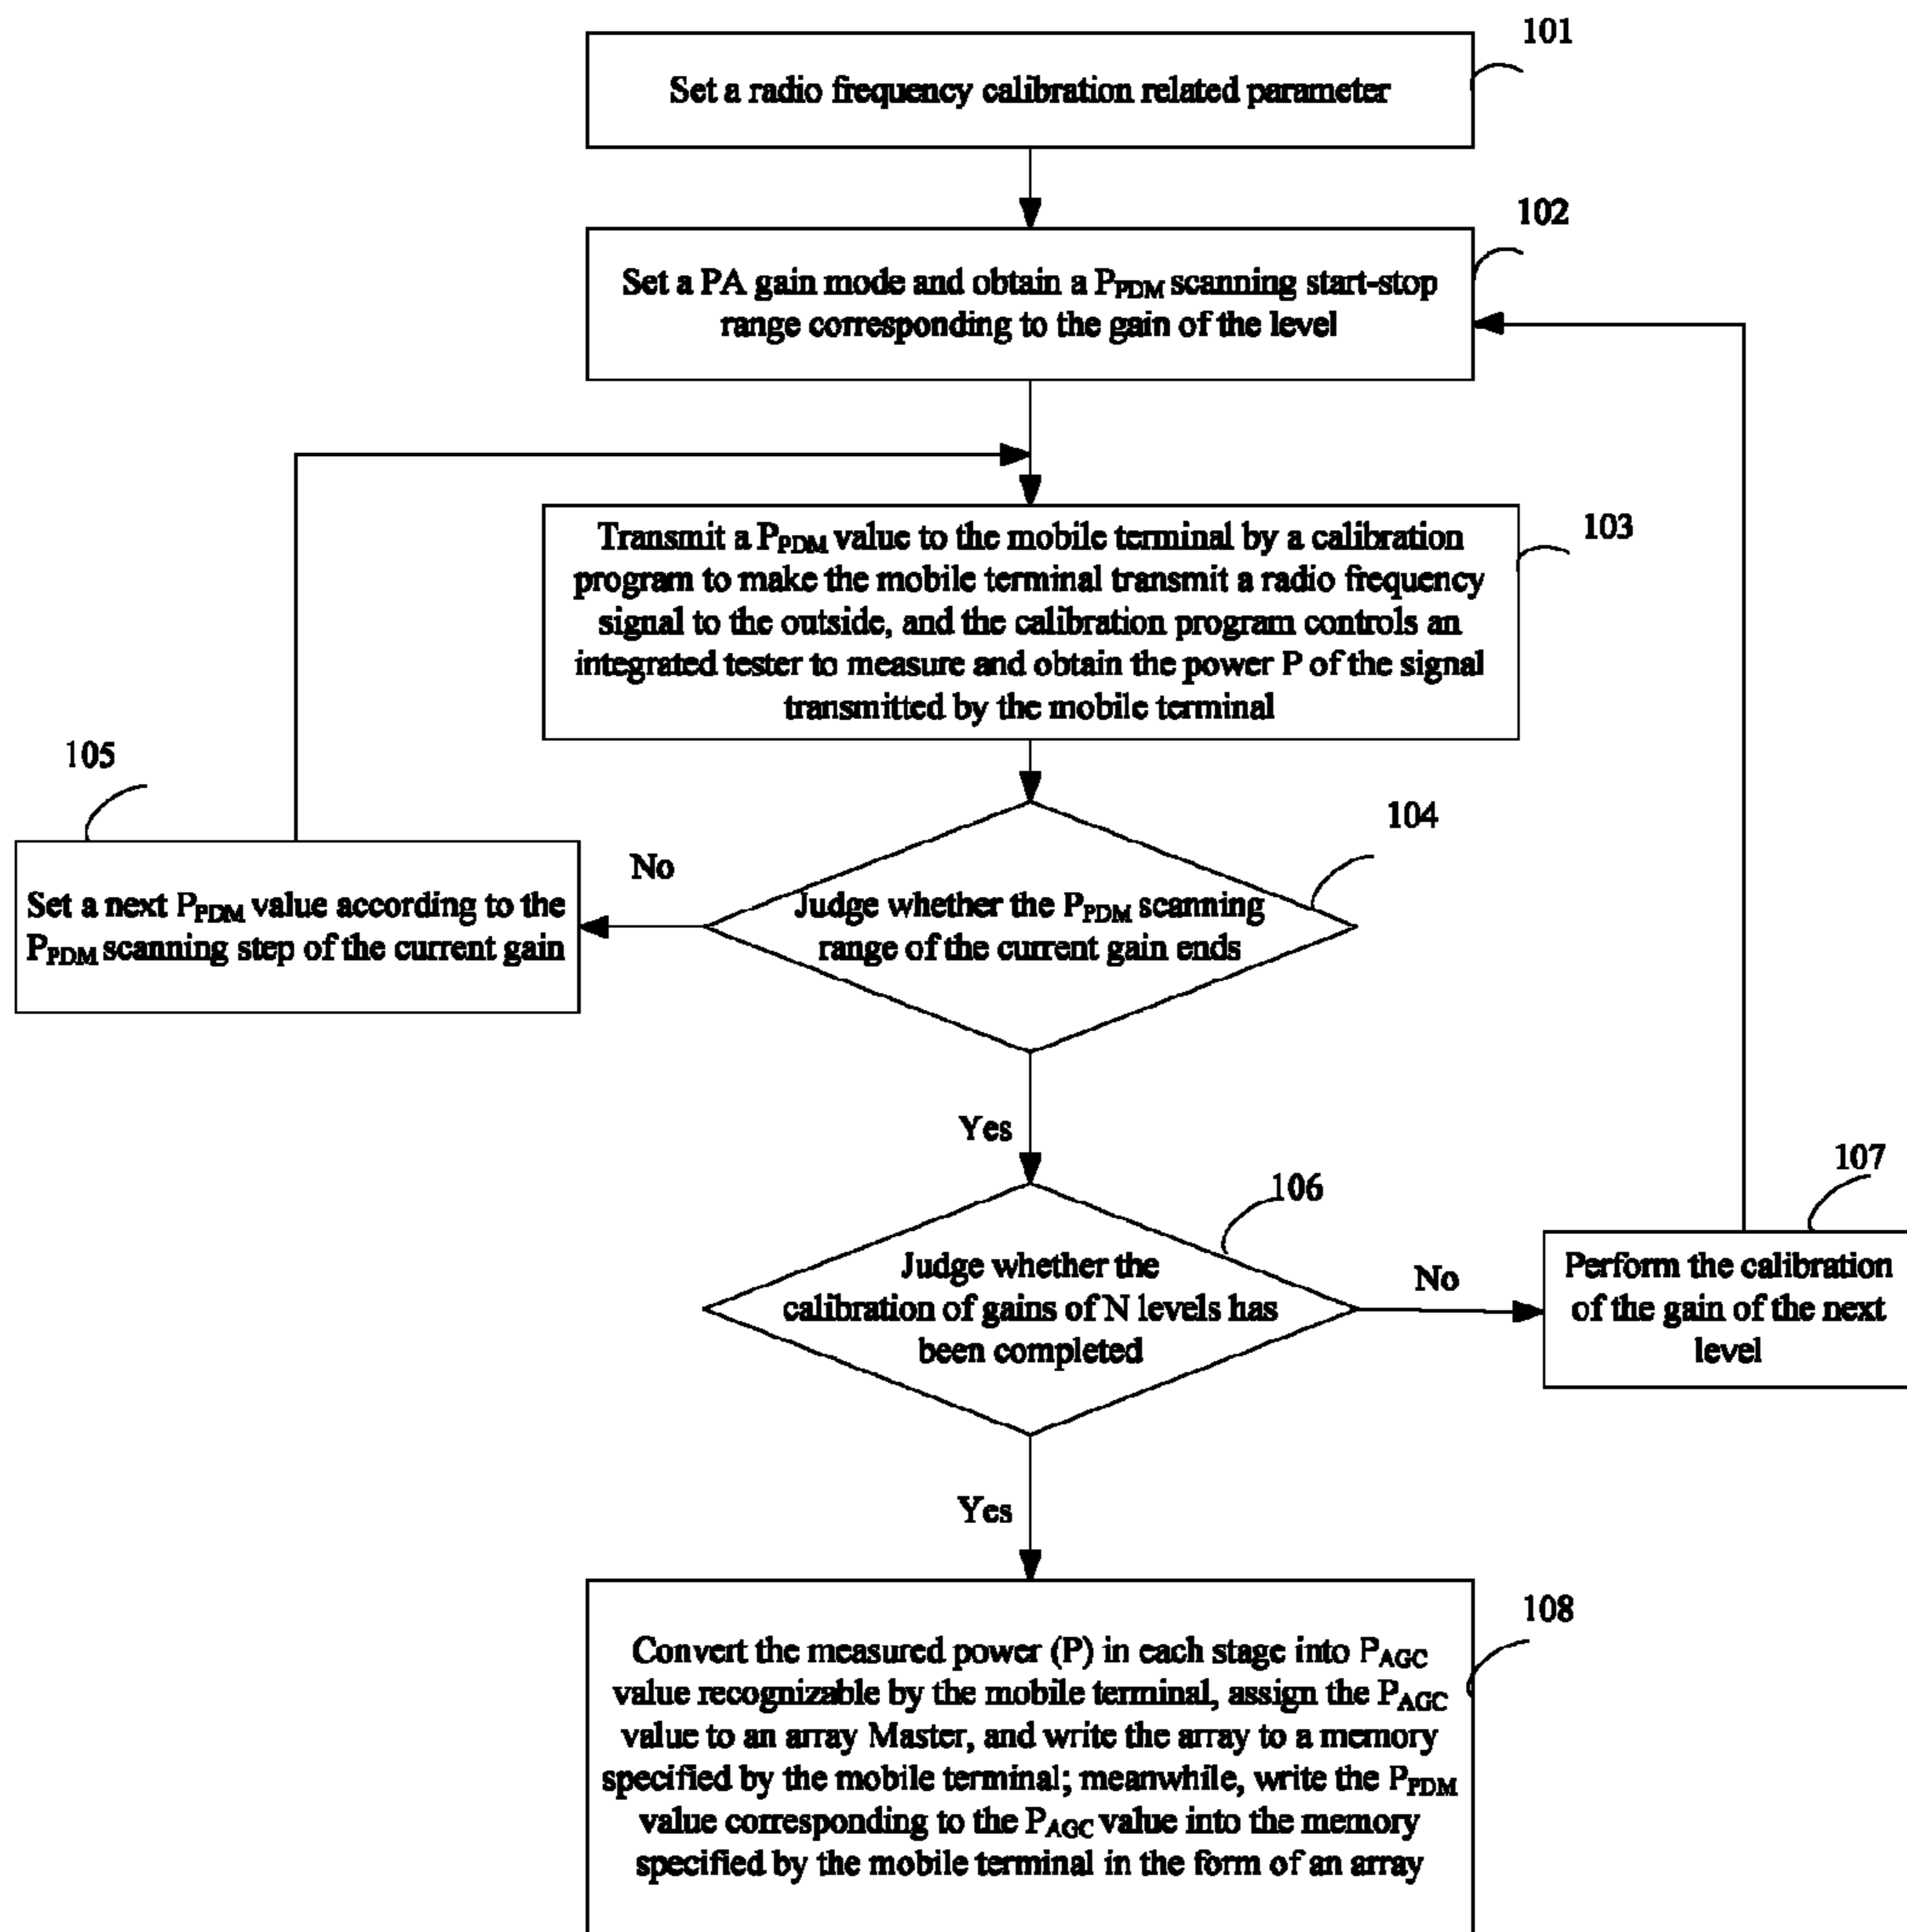 101
Set a radio frequency calibration related parameter
102
Set a PA gain mode and obtain a PPDM scanning start-stop
range corresponding to the gain of the level
103
Transmit a PPDM value to the mobile terminal by a calibration
program to make the mobile terminal transmit a radio frequency
signal to the outside, and the calibration program controls an
integrated tester to measure and obtain the power P of the signal
transmitted by the mobile terminal
105
104
No
Set a next PPDM value according to the
PPDM scanning step of the current gain
Judge whether the PPDM scanning
range of the current gain ends
Yes
106
107
Judge whether the
calibration of gains of N levels has
been completed
No
Perform the calibration
of the gain of the next
level
Yes
108
Convert the measured power (P) in each stage into PAGC
value recognizable by the mobile terminal, assign the PAGC
value to an array Master, and write the array to a memory
specified by the mobile terminal; meanwhile, write the PPDM
value corresponding to the PAGC value into the memory
specified by the mobile terminal in the form of an array